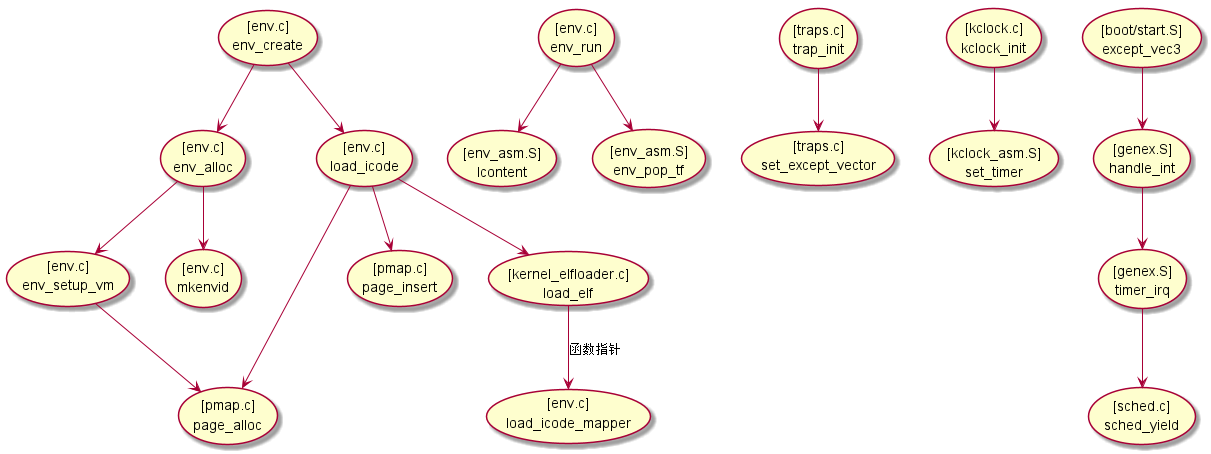 [env.c]
env_create
[env.c]
env_run
[traps.c]
trap_init
[kclock.c]
kclock_init
[boot/start.S]
except_vec3
[env.c]
env_alloc
[env.c]
load_icode
[env_asm.S]
lcontent
[env_asm.S]
env_pop_tf
[traps.c]
set_except_vector
[kclock_asm.S]
set_timer
[genex.S]
handle_int
[env.c]
env_setup_vm
[env.c]
mkenvid
[pmap.c]
page_insert
[kernel_elfloader.c]
load_elf
[genex.S]
timer_irq
函数指针
[pmap.c]
page_alloc
[env.c]
load_icode_mapper
[sched.c]
sched_yield